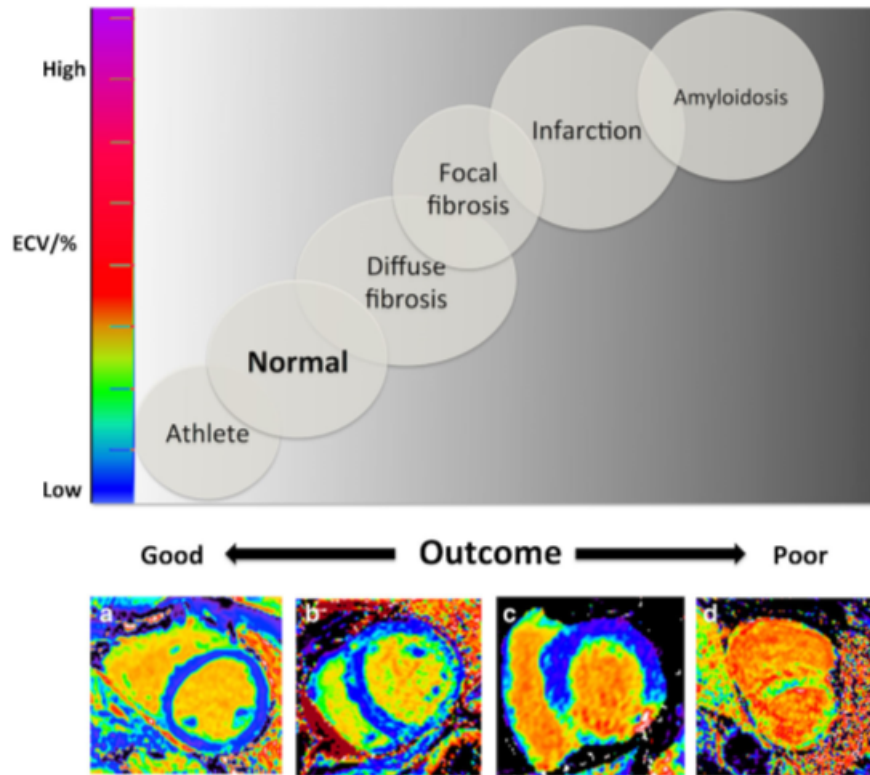 High
ECV/%
Low
Amyloidosis
Infarction
Focal
fibrosis
Diffuse
fibrosis
Normal
Athlete
Good
Outcome
Poor
a
b
c
d